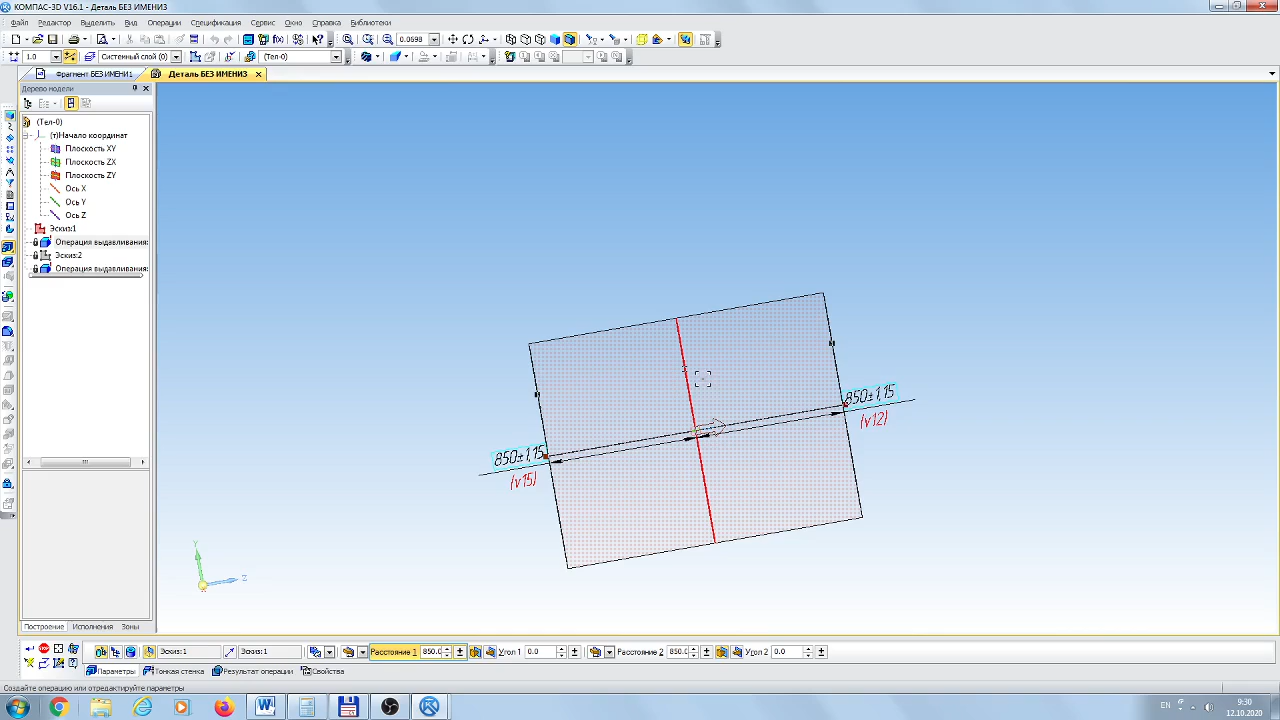 КОМПАС-3D V16.1 - Деталь БЕЗ ИМЕНИ3
Файл Редактор Выделить Вид Операции Спецификация Сервис Окно Справка Библиотеки
0.0698
1.0 Системный слой (0) (Тел-0)
Фрагмент БЕЗ ИМЕНИ1 Деталь БЕЗ ИМЕНИ3
Дерево модели
(Тел-0)
(т)Начало координат
Плоскость XY
Плоскость ZX
Плоскость ZY
Ось X
Ось Y
Ось Z
Эскиз:1
Операция выдавливания:
Эскиз:2
Операция выдавливания:
850±1,15
(v12)
850±1,15
(v15)
Y
Z
Построение Исполнения Зоны
Эскиз:1 Эскиз:1 Расстояние 1 850.0 Угол 1 0.0 Расстояние 2 850.0 Угол 2 0.0
Параметры Тонкая стенка Результат операции Свойства
Создайте операцию или отредактируйте параметры
EN 9:30
12.10.2020